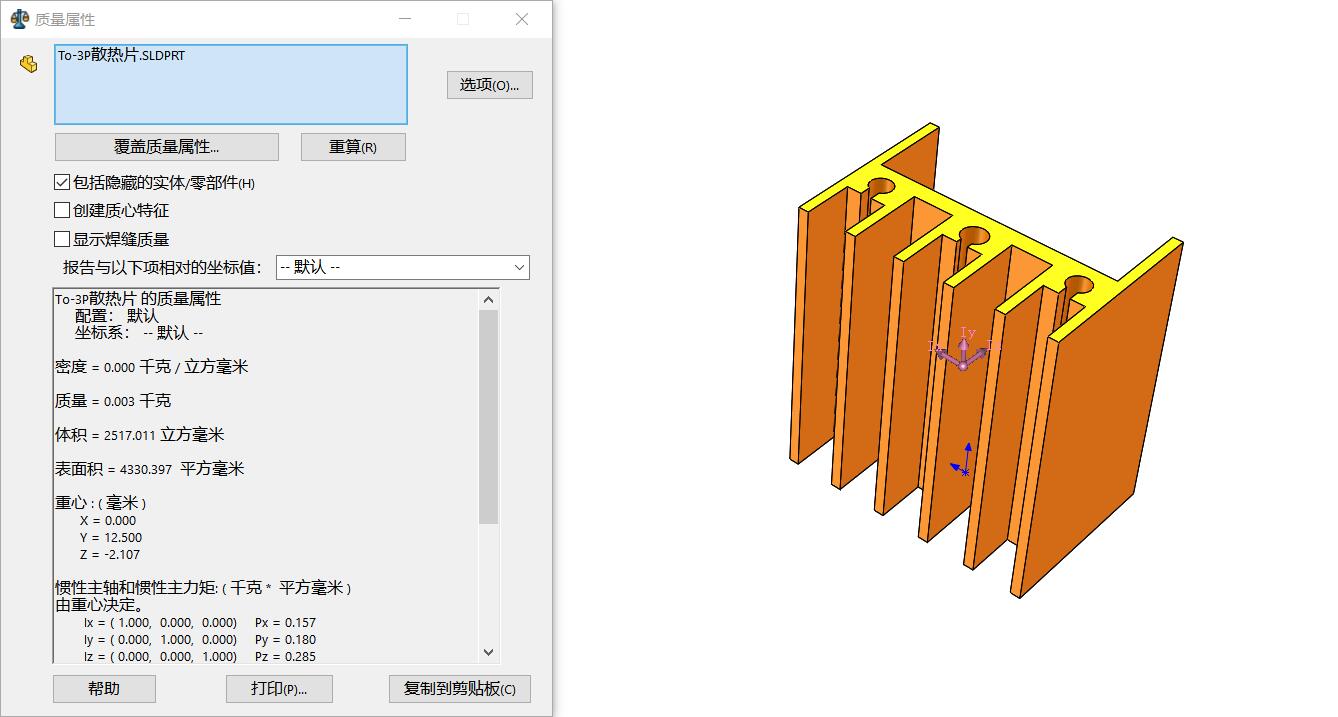 质量属性
To-3P散热片.SLDPRT
选项(O)...
覆盖质量属性...
重算(R)
包括隐藏的实体/零部件(H)
创建质心特征
显示焊缝质量
报告与以下项相对的坐标值：
-- 默认 --
To-3P散热片 的质量属性
配置： 默认
坐标系： -- 默认 --
密度 = 0.000 千克 / 立方毫米
质量 = 0.003 千克
体积 = 2517.011 立方毫米
表面积 = 4330.397 平方毫米
重心 : ( 毫米 )
X = 0.000
Y = 12.500
Z = -2.107
惯性主轴和惯性主力矩: ( 千克 * 平方毫米 )
由重心决定。
Ix = ( 1.000, 0.000, 0.000) Px = 0.157
Iy = ( 0.000, 1.000, 0.000) Py = 0.180
Iz = ( 0.000, 0.000, 1.000) Pz = 0.285
帮助
打印(P)...
复制到剪贴板(C)
Iy